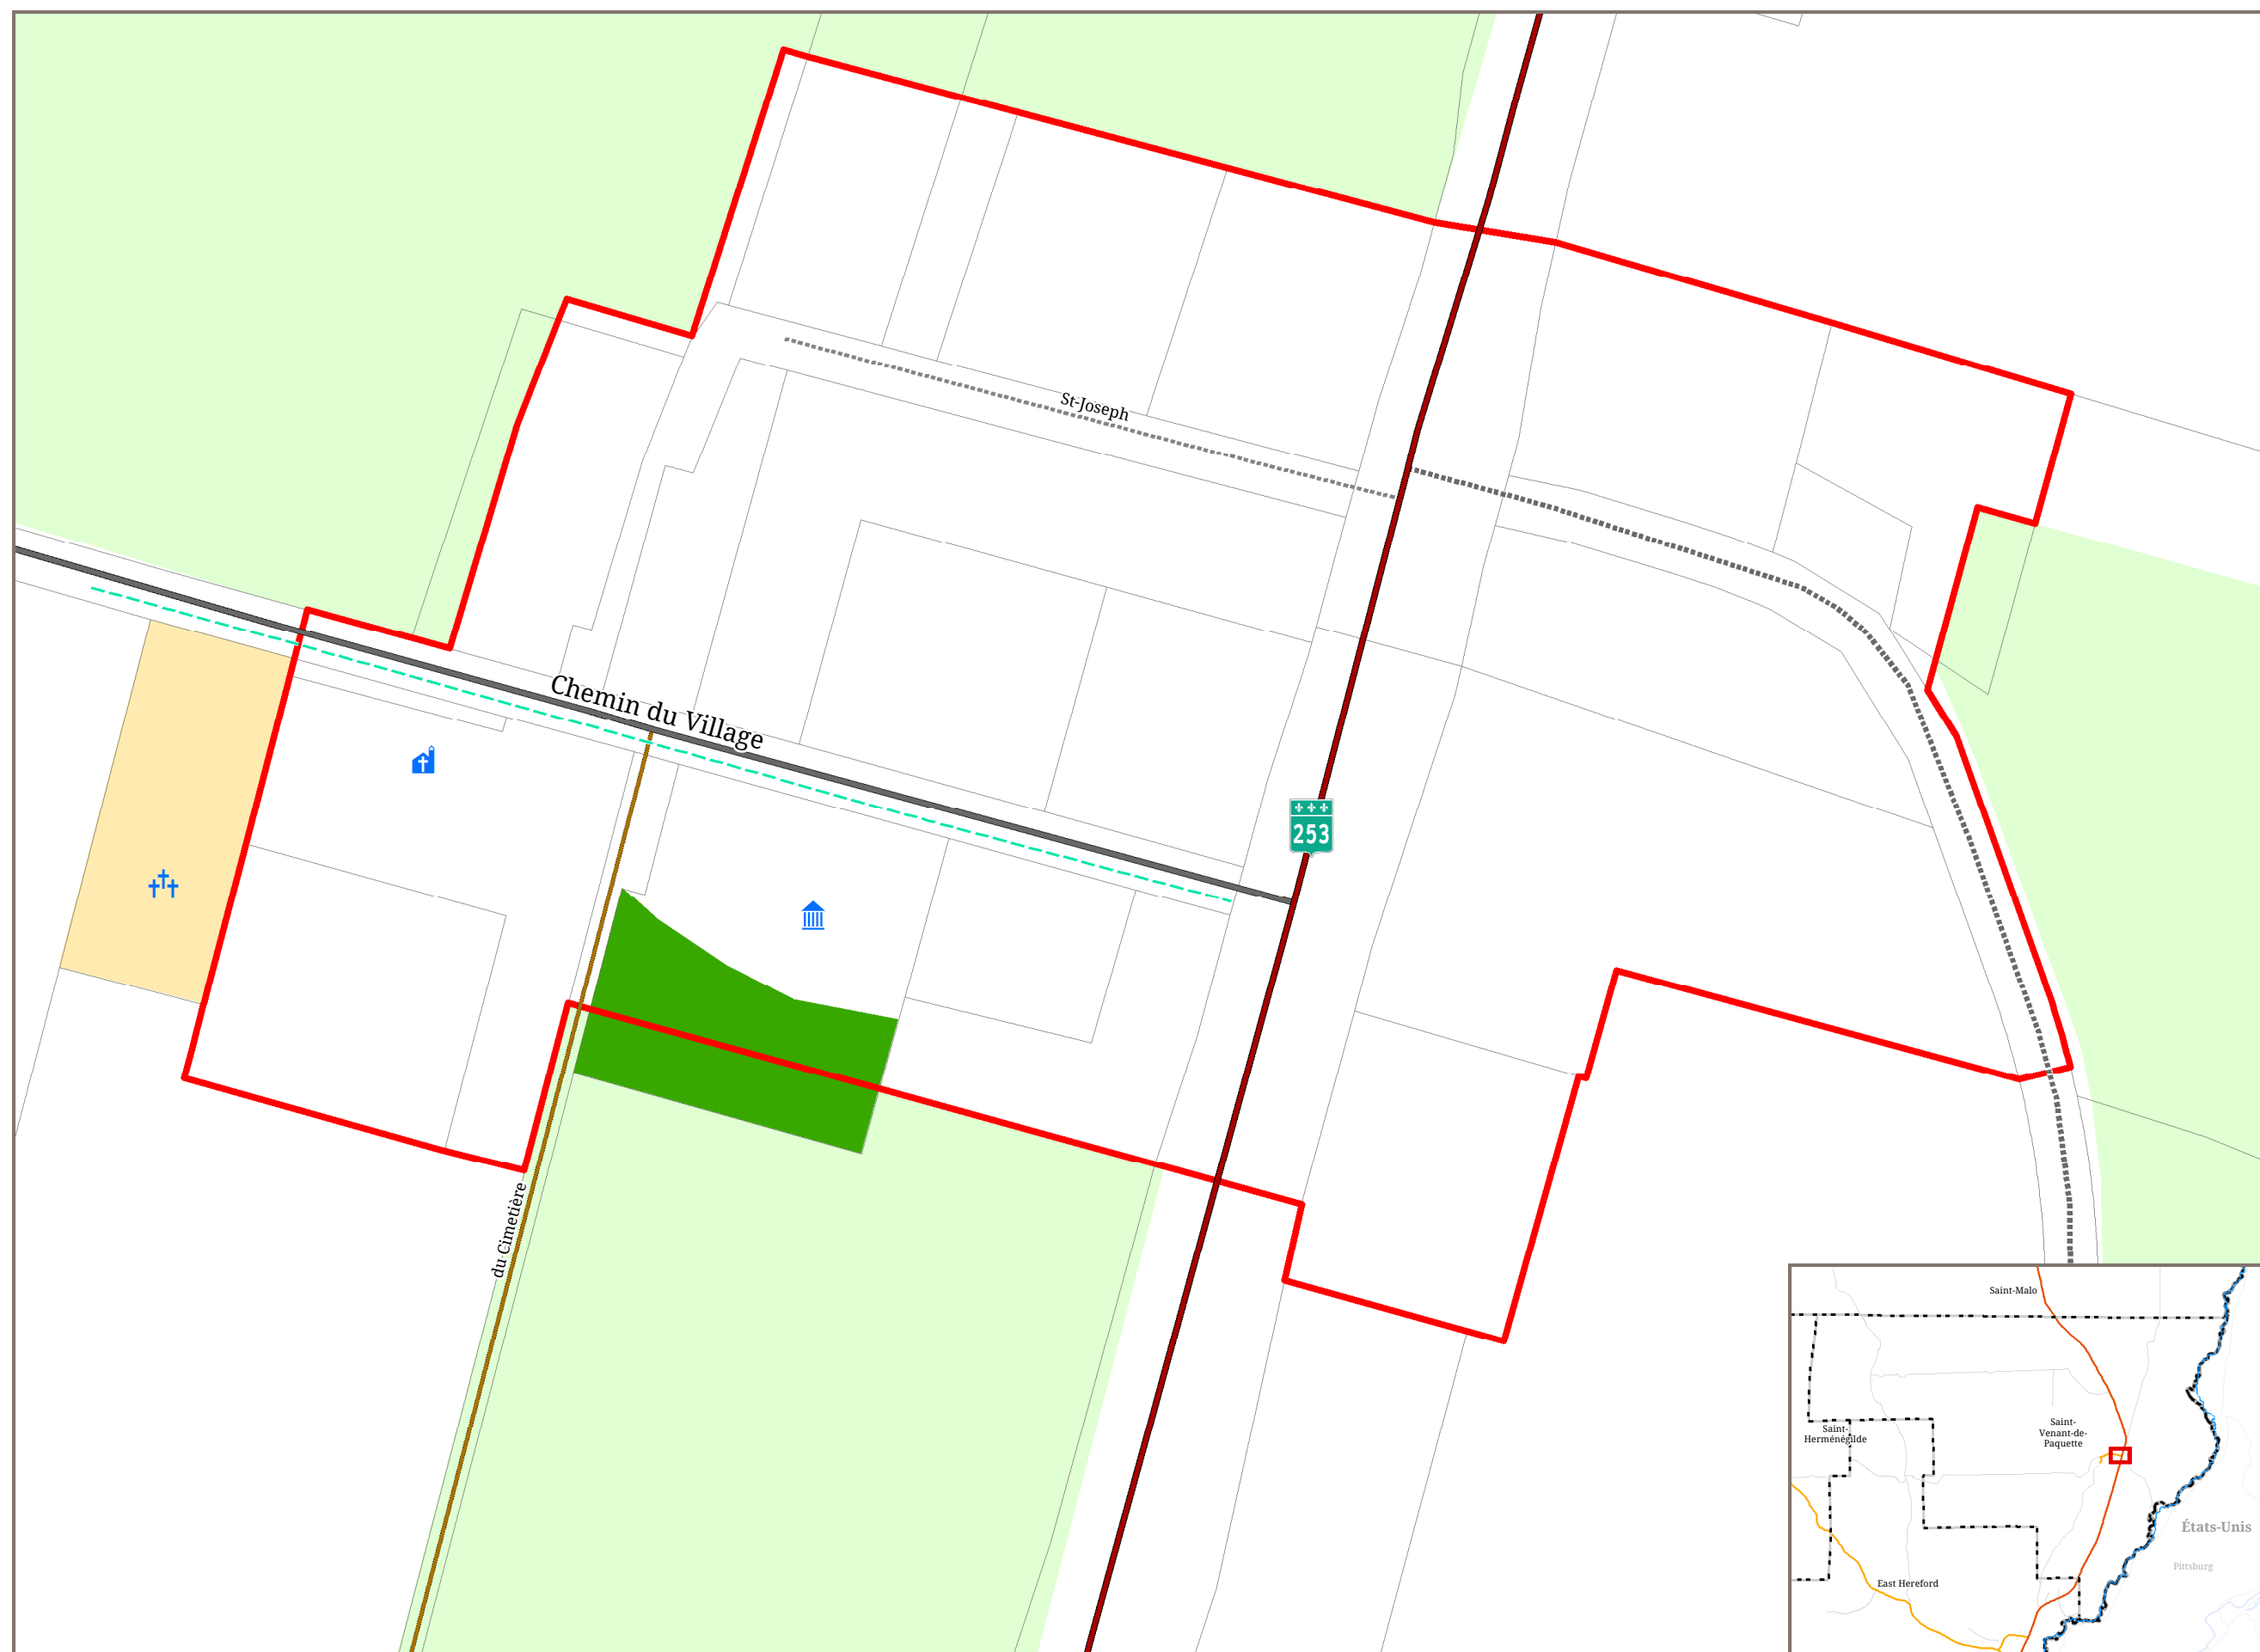 St-Joseph
Chemin du Village
253
du Cimetière
Saint-Malo
Saint-
Venant-de-
Paquette
Saint-
Herménégilde
États-Unis
Pittsburg
East Hereford